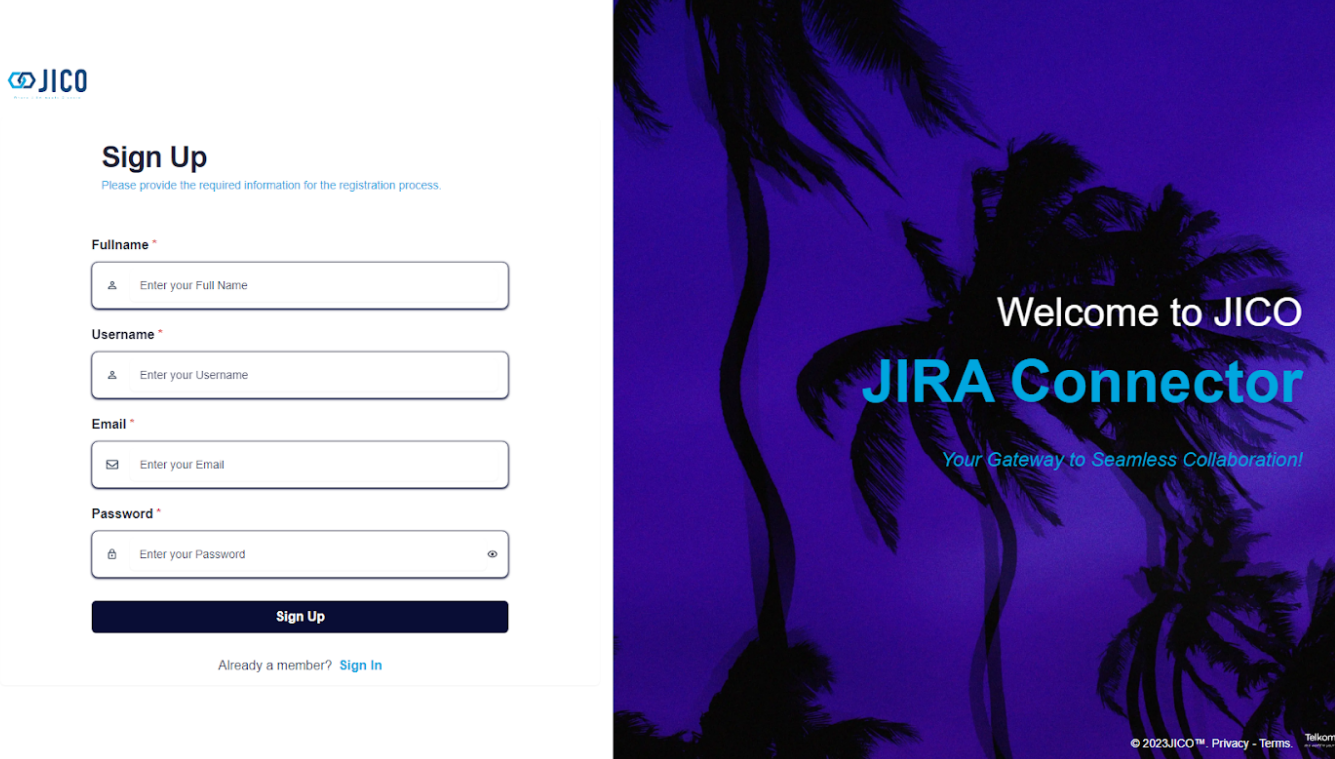 JICO
Sign Up
Please provide the required information for the registration process.
Fullname *
Enter your Full Name
Username *
Enter your Username
Email *
Enter your Email
Password *
Enter your Password
Sign Up
Already a member? Sign In
Welcome to JICO
JIRA Connector
Your Gateway to Seamless Collaboration!
© 2023JICO™. Privacy - Terms.
Telkom